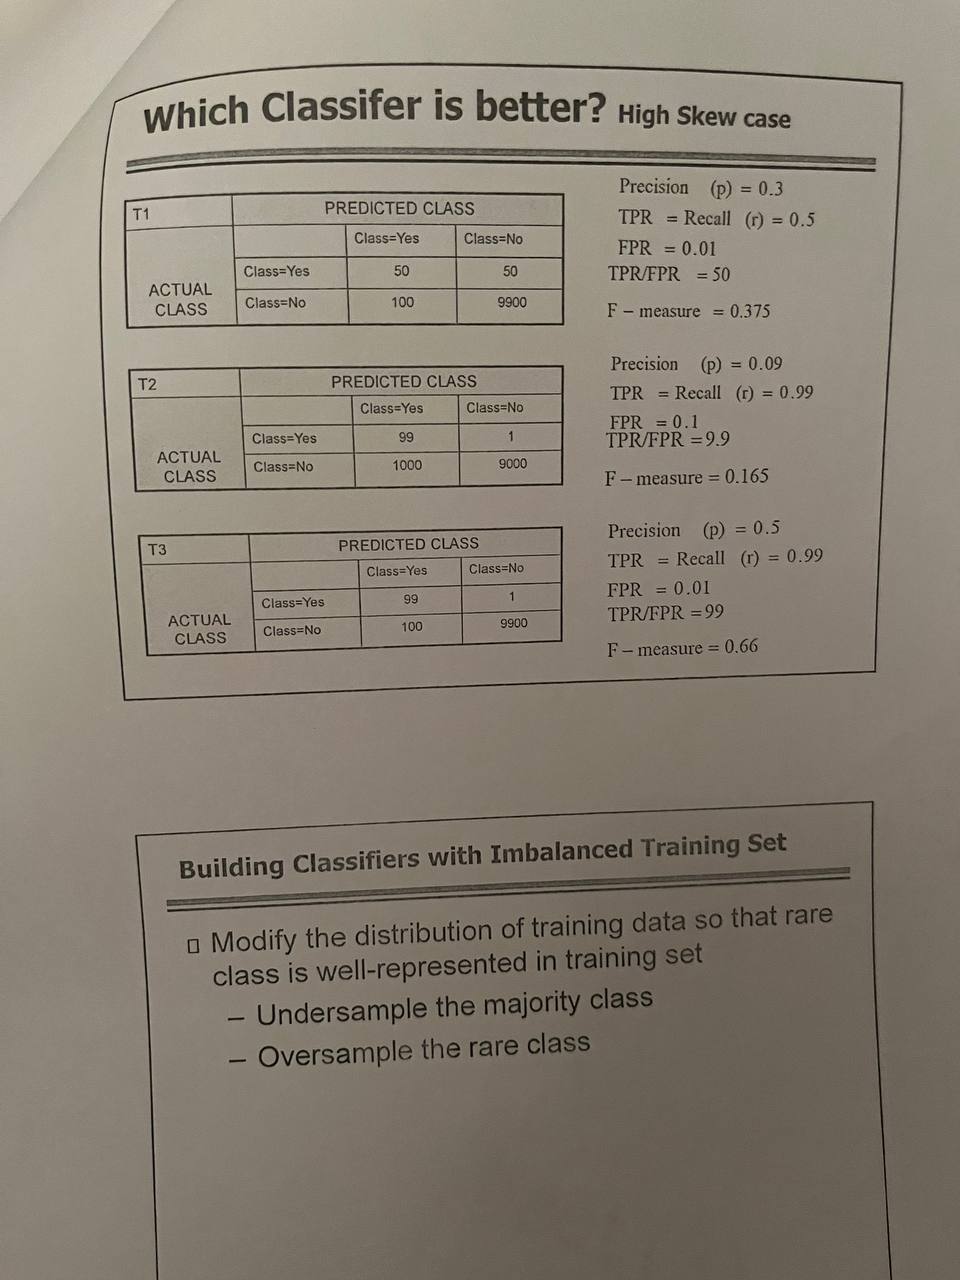 Which Classifer is better? High Skew case
T1 PREDICTED CLASS
Class=Yes Class=No
ACTUAL CLASS
Class=Yes 50 50
Class=No 100 9900
Precision (p) = 0.3
TPR = Recall (r) = 0.5
FPR = 0.01
TPR/FPR = 50
F – measure = 0.375
T2 PREDICTED CLASS
Class=Yes Class=No
ACTUAL CLASS
Class=Yes 99 1
Class=No 1000 9000
Precision (p) = 0.09
TPR = Recall (r) = 0.99
FPR = 0.1
TPR/FPR = 9.9
F – measure = 0.165
T3 PREDICTED CLASS
Class=Yes Class=No
ACTUAL CLASS
Class=Yes 99 1
Class=No 100 9900
Precision (p) = 0.5
TPR = Recall (r) = 0.99
FPR = 0.01
TPR/FPR = 99
F – measure = 0.66
Building Classifiers with Imbalanced Training Set
▯ Modify the distribution of training data so that rare
class is well-represented in training set
– Undersample the majority class
– Oversample the rare class